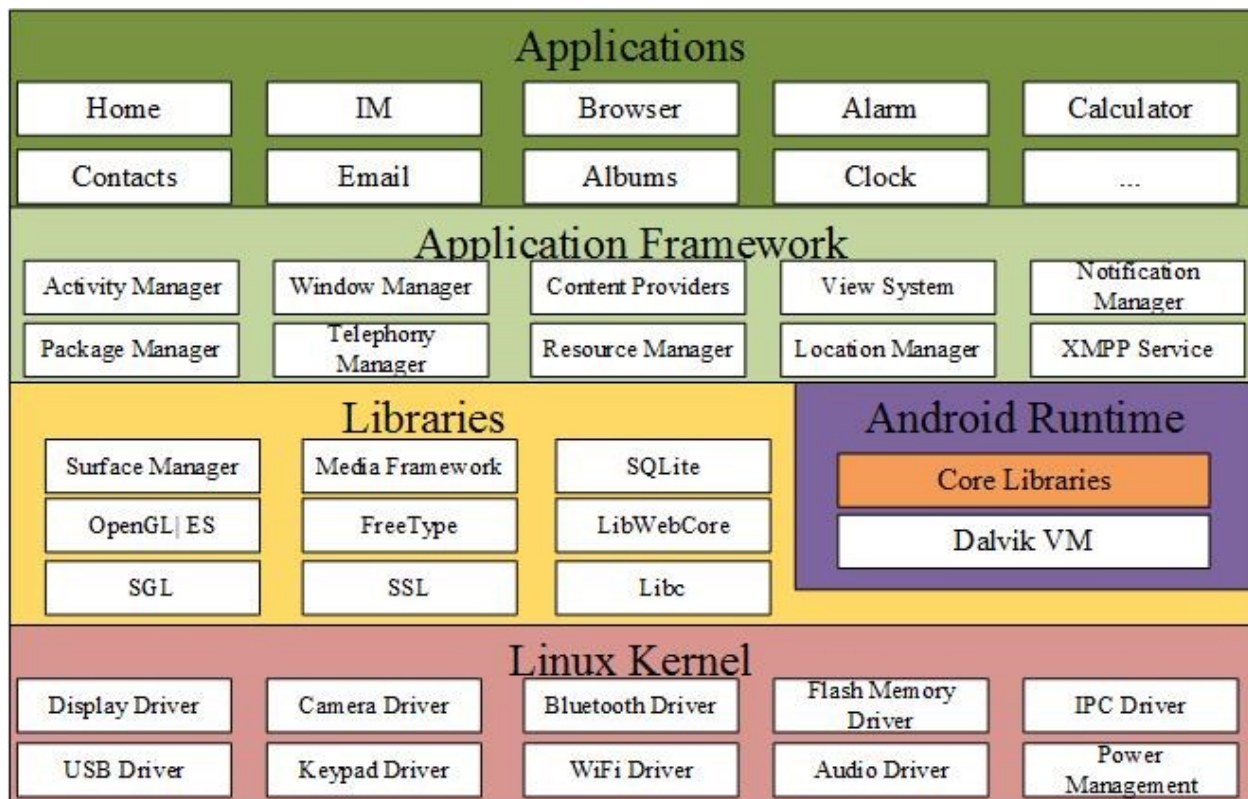 Applications
Home
IM
Browser
Alarm
Calculator
Contacts
Email
Albums
Clock
...
Application Framework
Activity Manager
Window Manager
Content Providers
View System
Notification
Manager
Package Manager
Telephony
Manager
Resource Manager
Location Manager
XMPP Service
Libraries
Surface Manager
Media Framework
SQLite
OpenGL| ES
FreeType
LibWebCore
SGL
SSL
Libc
Android Runtime
Core Libraries
Dalvik VM
Linux Kernel
Display Driver
Camera Driver
Bluetooth Driver
Flash Memory
Driver
IPC Driver
USB Driver
Keypad Driver
WiFi Driver
Audio Driver
Power
Management